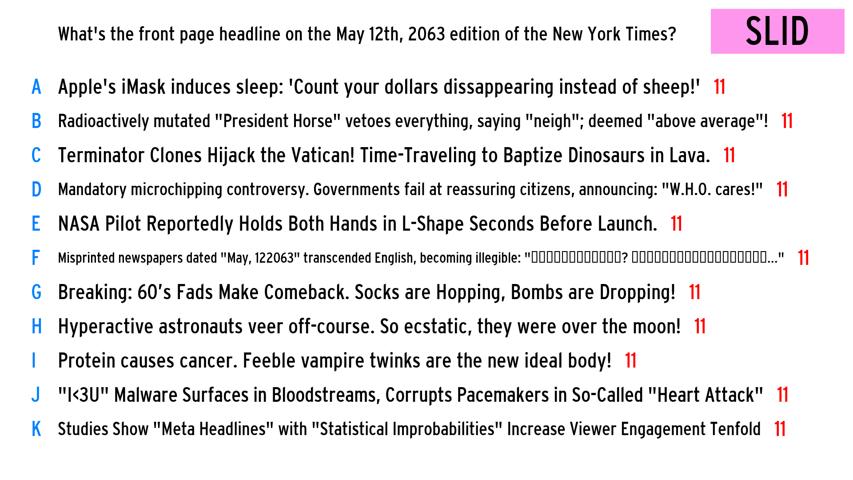 What's the front page headline on the May 12th, 2063 edition of the New York Times?
SLID
A Apple's iMask induces sleep: 'Count your dollars dissappearing instead of sheep!' 11
B Radioactively mutated "President Horse" vetoes everything, saying "neigh"; deemed "above average"! 11
C Terminator Clones Hijack the Vatican! Time-Traveling to Baptize Dinosaurs in Lava. 11
D Mandatory microchipping controversy. Governments fail at reassuring citizens, announcing: "W.H.O. cares!" 11
E NASA Pilot Reportedly Holds Both Hands in L-Shape Seconds Before Launch. 11
F Misprinted newspapers dated "May, 122063" transcended English, becoming illegible: "▯▯▯▯▯▯▯▯▯▯▯▯? ▯▯▯▯▯▯▯▯▯▯▯▯▯▯▯▯▯▯..." 11
G Breaking: 60’s Fads Make Comeback. Socks are Hopping, Bombs are Dropping! 11
H Hyperactive astronauts veer off-course. So ecstatic, they were over the moon! 11
I Protein causes cancer. Feeble vampire twinks are the new ideal body! 11
J "I<3U" Malware Surfaces in Bloodstreams, Corrupts Pacemakers in So-Called "Heart Attack" 11
K Studies Show "Meta Headlines" with "Statistical Improbabilities" Increase Viewer Engagement Tenfold 11